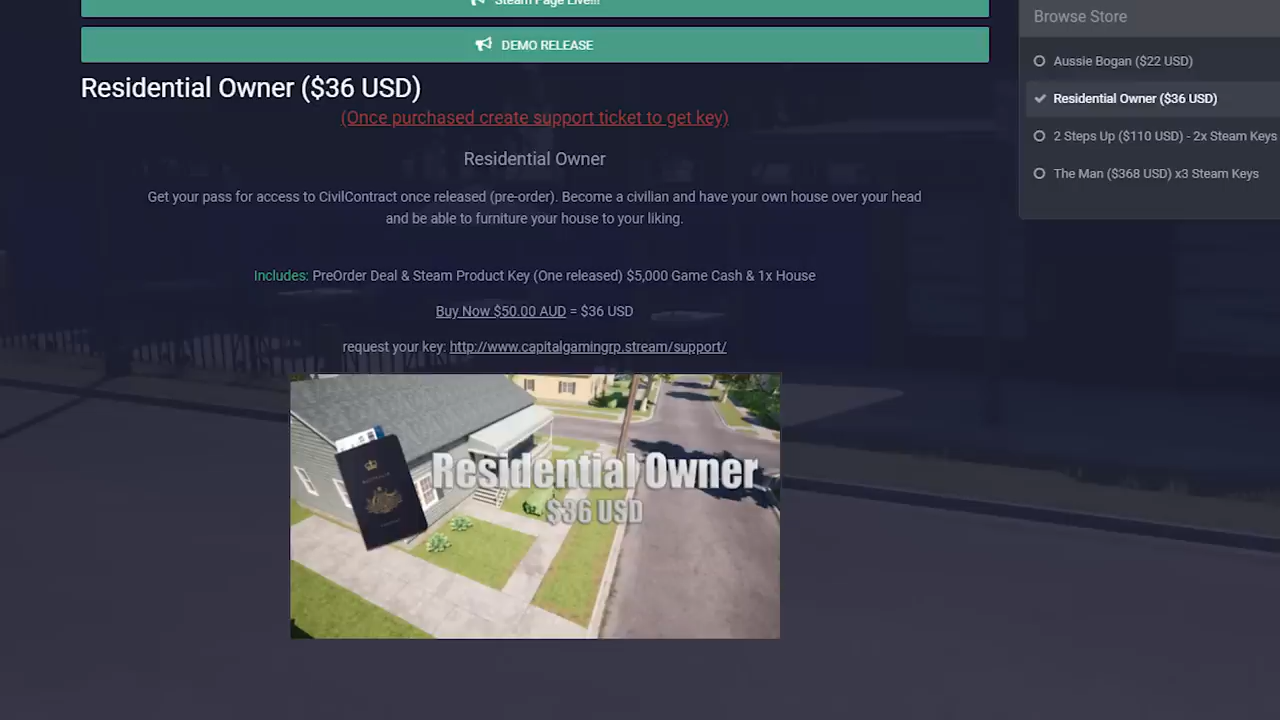 Steam Page Live!!!
DEMO RELEASE
Residential Owner ($36 USD)
(Once purchased create support ticket to get key)
Residential Owner
Get your pass for access to CivilContract once released (pre-order). Become a civilian and have your own house over your head
and be able to furniture your house to your liking.
Includes: PreOrder Deal & Steam Product Key (One released) $5,000 Game Cash & 1x House
Buy Now $50.00 AUD = $36 USD
request your key: http://www.capitalgamingrp.stream/support/
Residential Owner
$36 USD
Browse Store
Aussie Bogan ($22 USD)
Residential Owner ($36 USD)
2 Steps Up ($110 USD) - 2x Steam Keys
The Man ($368 USD) x3 Steam Keys